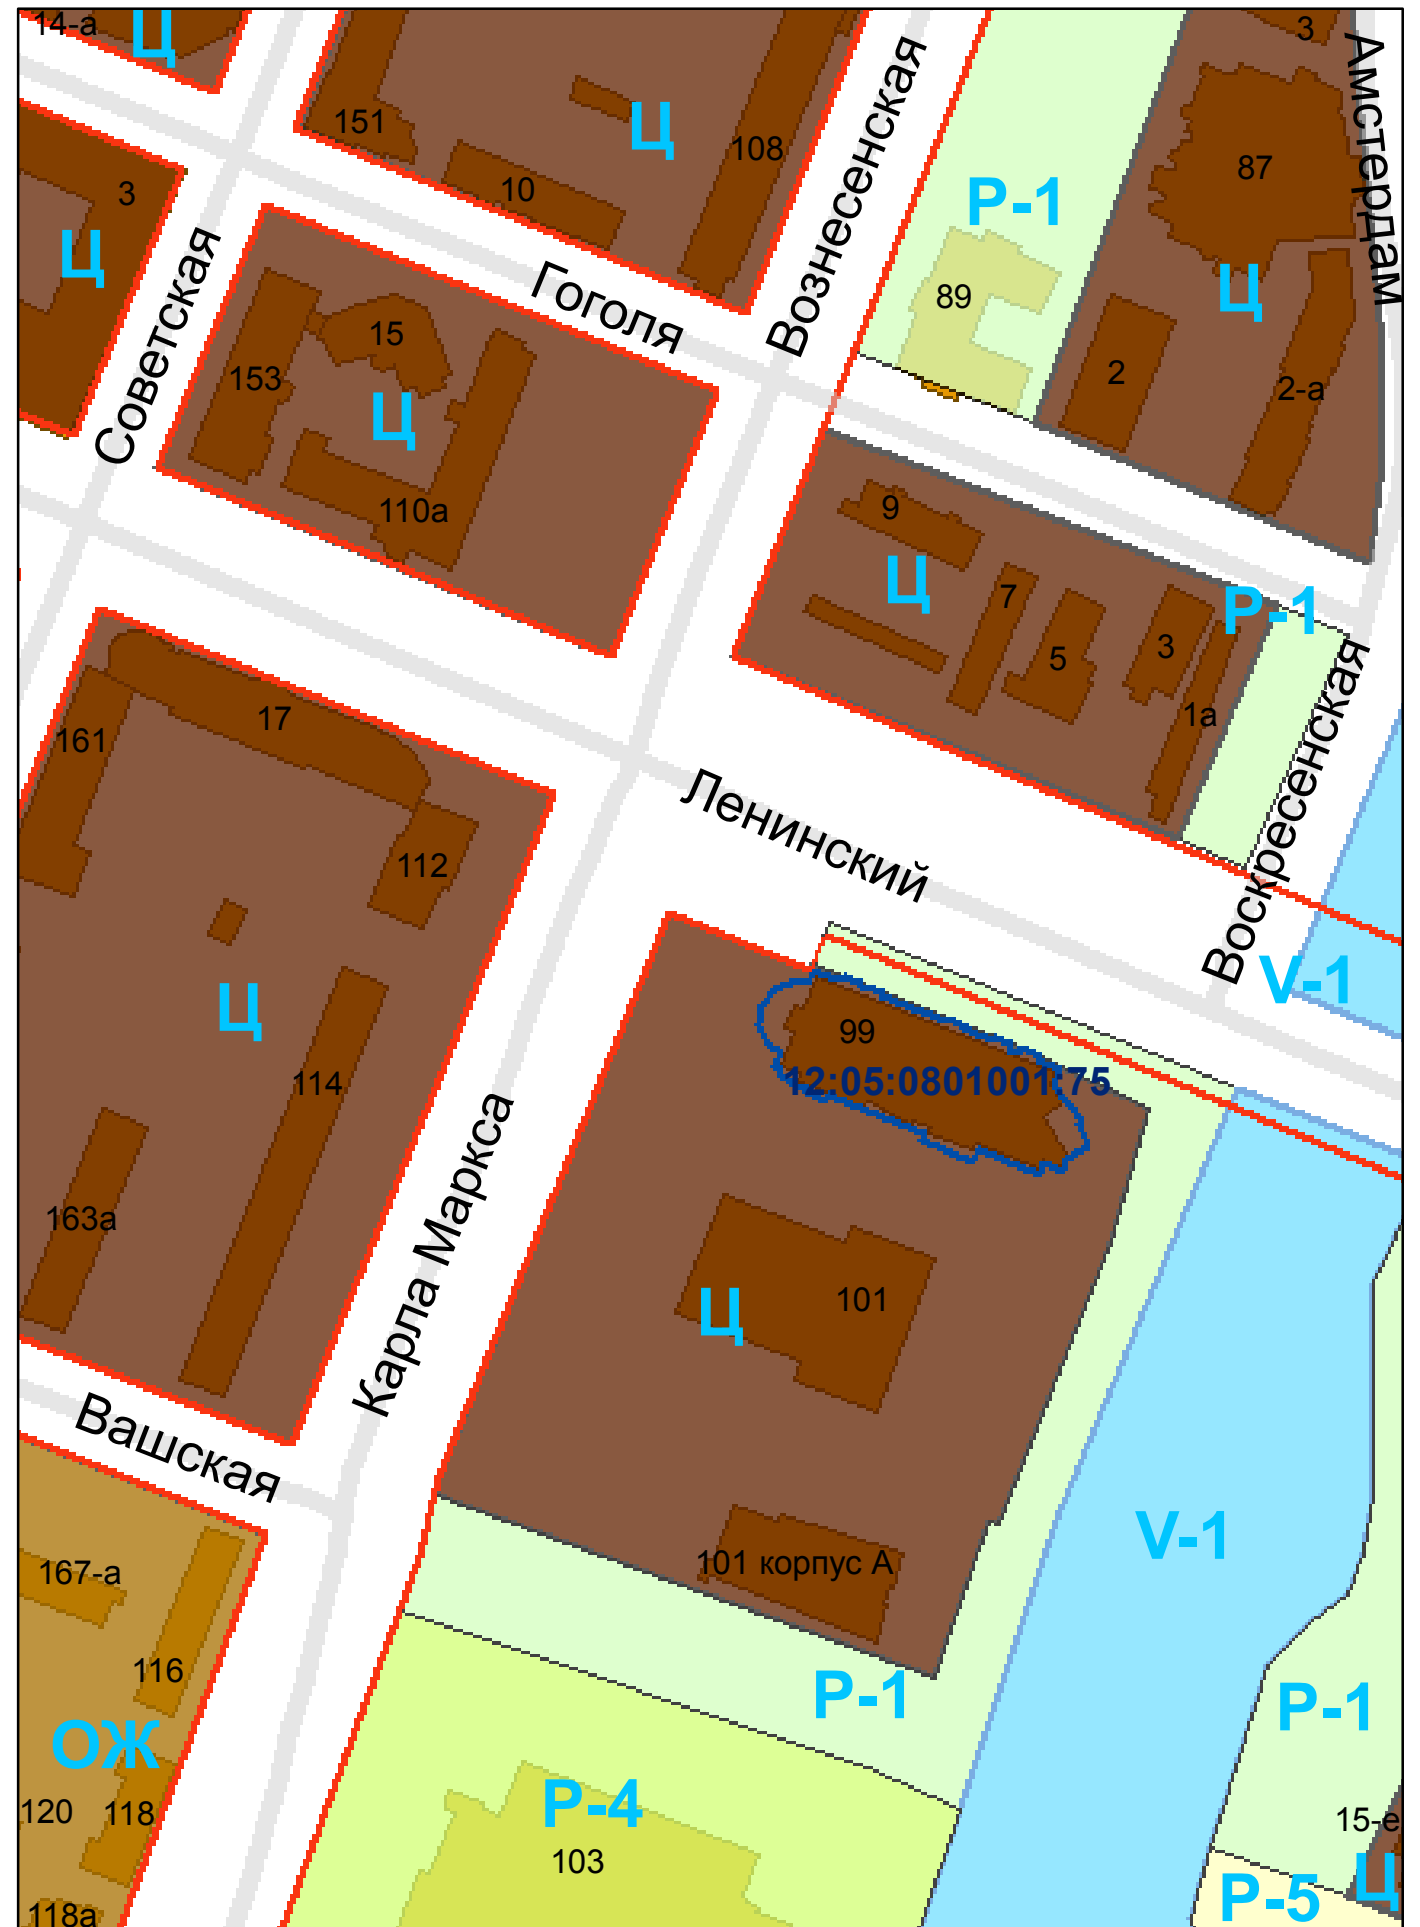 14-а
Ц
3
Амстердам
151
Ц
108
Вознесенская
10
87
3
Р-1
Ц
Советская
Гоголя
Ц
89
15
153
2
2-а
Ц
110а
9
Ц
7
Р-1
5
3
1а
Воскресенская
17
161
Ленинский
112
V-1
Ц
99
12:05:0801001:75
114
Карла Маркса
163а
Ц
101
Вашская
V-1
101 корпус А
167-а
116
Р-1
Р-1
ОЖ
Р-4
120
118
15-е
103
Ц
Р-5
118а